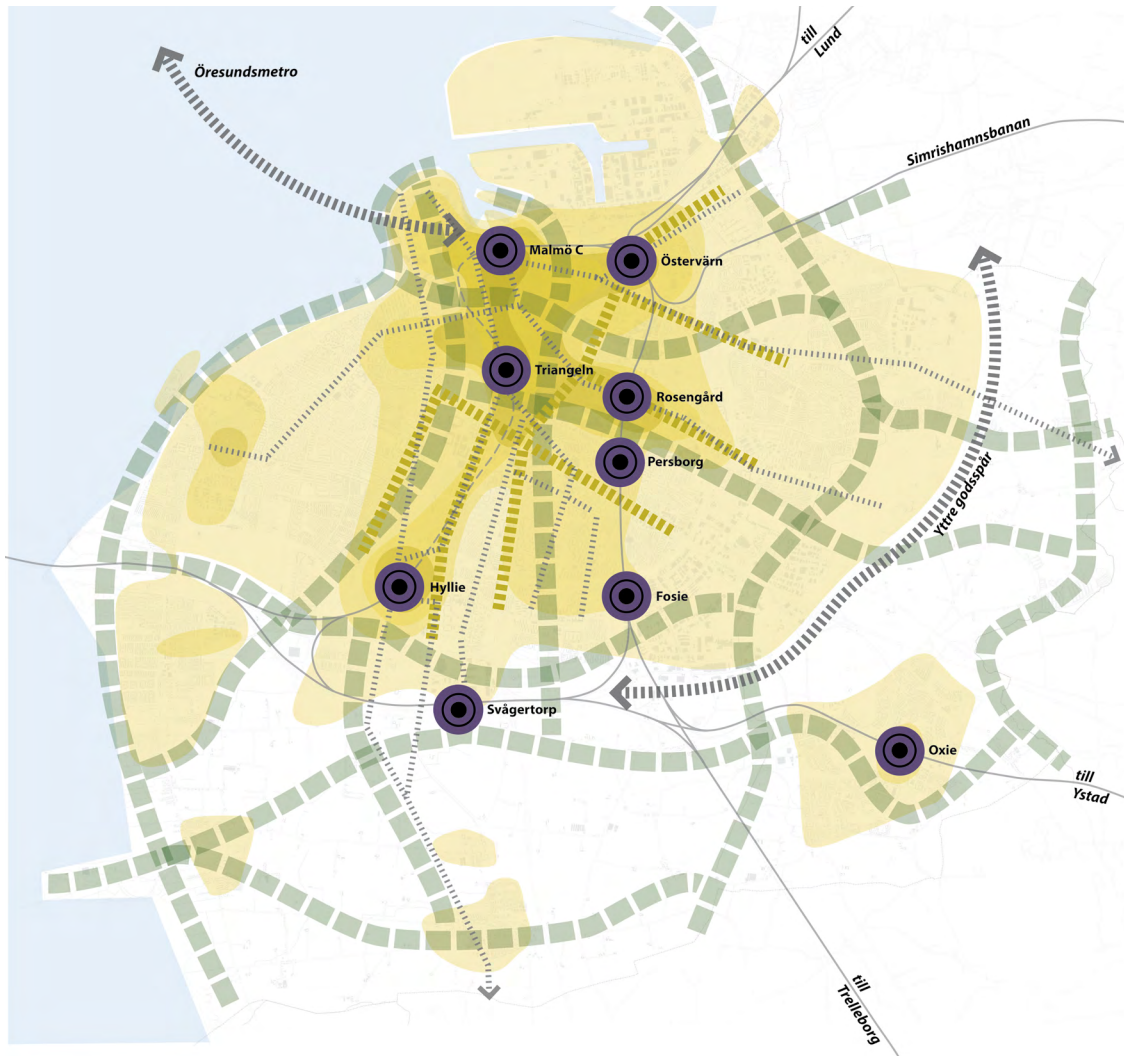 till
Lund
Öresundsmetro
Simrishamnsbanan
Malmö C
Östervärn
Triangeln
Rosengård
Persborg
Yttre godsspår
Hyllie
Fosie
Svågertorp
Oxie
till
Ystad
till
Trelleborg